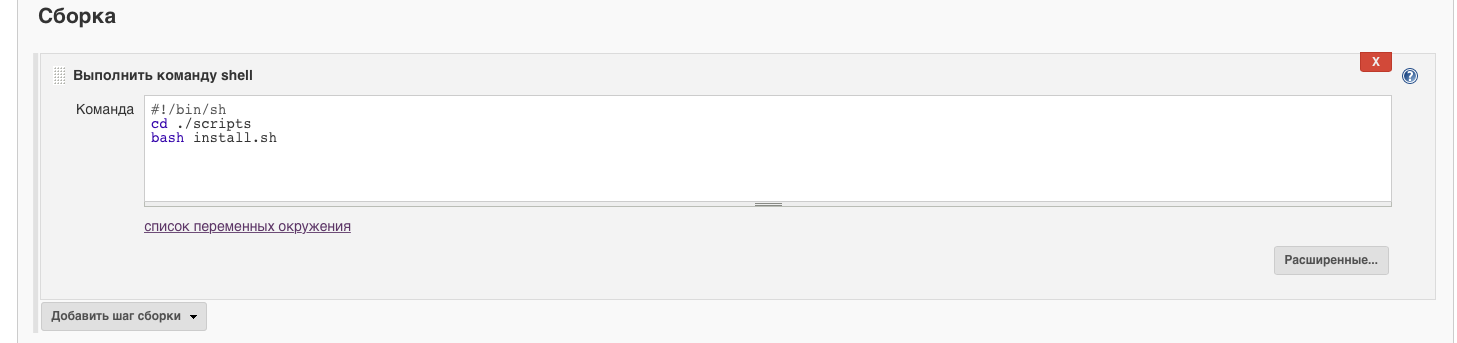 Сборка
X
Выполнить команду shell
?
Команда
#!/bin/sh
cd ./scripts
bash install.sh
список переменных окружения
Расширенные...
Добавить шаг сборки